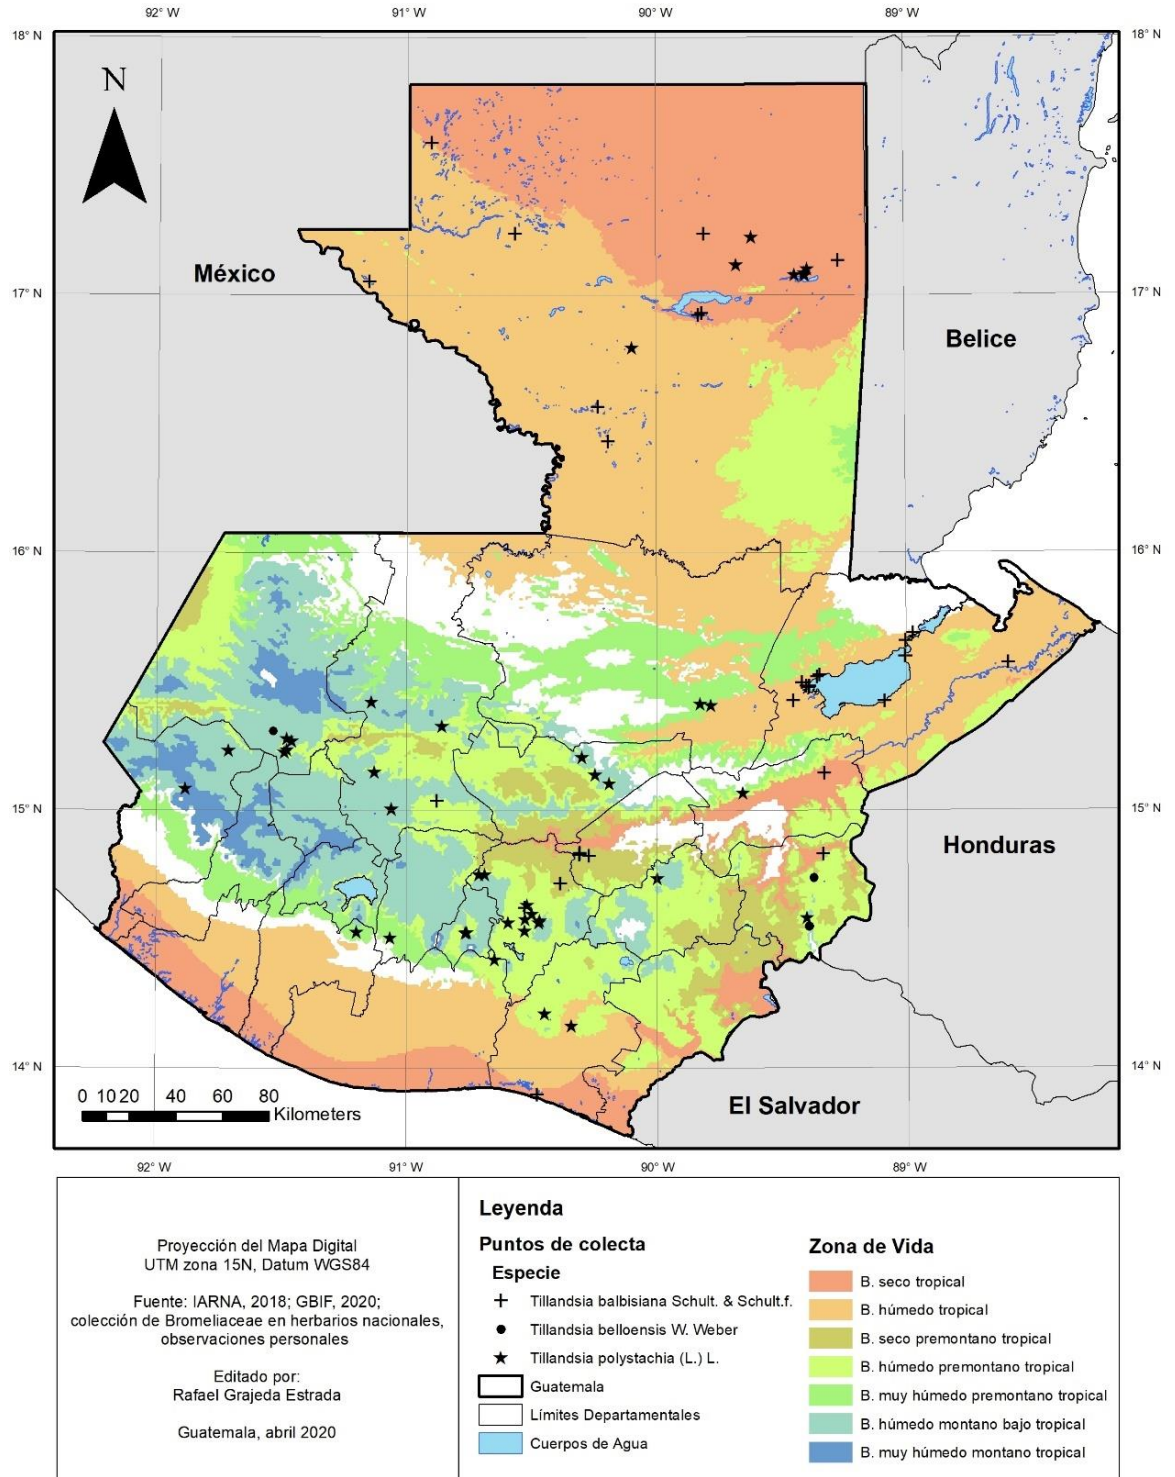 92° W 91° W 90° W 89° W
18° N 18° N
N
México
17° N 17° N
Belice
16° N 16° N
15° N 15° N
Honduras
14° N 14° N
El Salvador
0 10 20 40 60 80
Kilometers
92° W 91° W 90° W 89° W
Proyección del Mapa Digital
UTM zona 15N, Datum WGS84
Fuente: IARNA, 2018; GBIF, 2020;
colección de Bromeliaceae en herbarios nacionales,
observaciones personales
Editado por:
Rafael Grajeda Estrada
Guatemala, abril 2020
Leyenda
Puntos de colecta
Especie
Tillandsia balbisiana Schult. & Schult.f.
Tillandsia belloensis W. Weber
Tillandsia polystachia (L.) L.
Guatemala
Límites Departamentales
Cuerpos de Agua
Zona de Vida
B. seco tropical
B. húmedo tropical
B. seco premontano tropical
B. húmedo premontano tropical
B. muy húmedo premontano tropical
B. húmedo montano bajo tropical
B. muy húmedo montano tropical